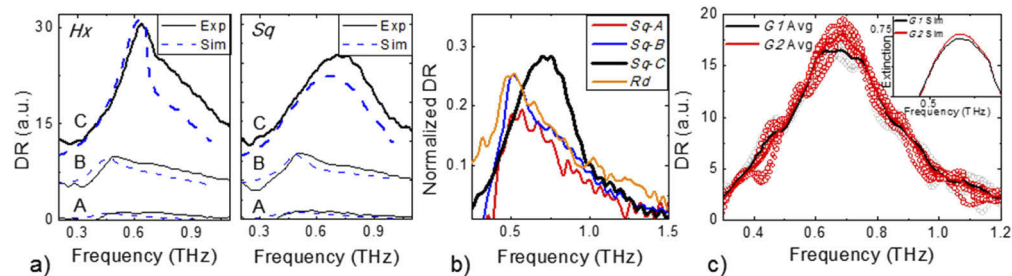 Hx
Exp
Sim
Sq
Exp
Sim
DR (a.u.)
30
15
0
C
B
A
C
B
A
0.3 0.6 0.9
0.3 0.6 0.9
Frequency (THz)
Frequency (THz)
a)
Normalized DR
0.3
0.2
0.1
Sq-A
Sq-B
Sq-C
Rd
0.5 1.0 1.5
Frequency (THz)
b)
DR (a.u.)
20
15
10
5
0
G1 Avg
G2 Avg
G1 Sim
G2 Sim
0.75
Extinction
0.5
Frequency (THz)
0.4 0.6 0.8 1.0 1.2
Frequency (THz)
c)